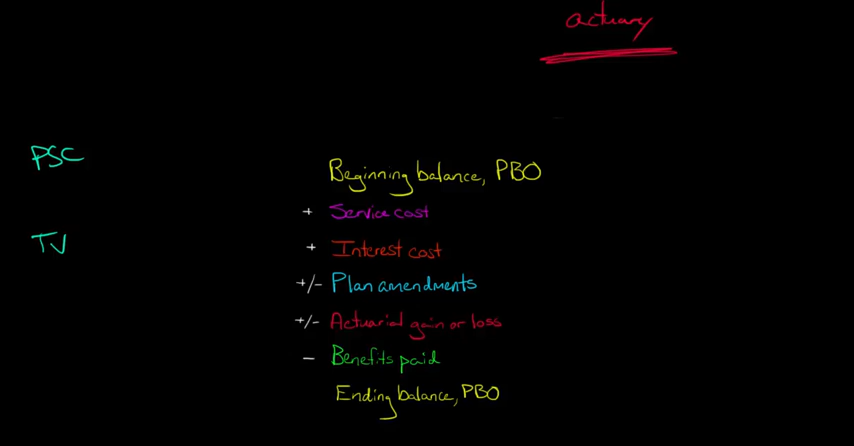 actuary
PSC
Beginning balance, PBO
+ Service cost
TV
+ Interest cost
+/- Plan amendments
+/- Actuarial gain or loss
- Benefits paid
Ending balance, PBO